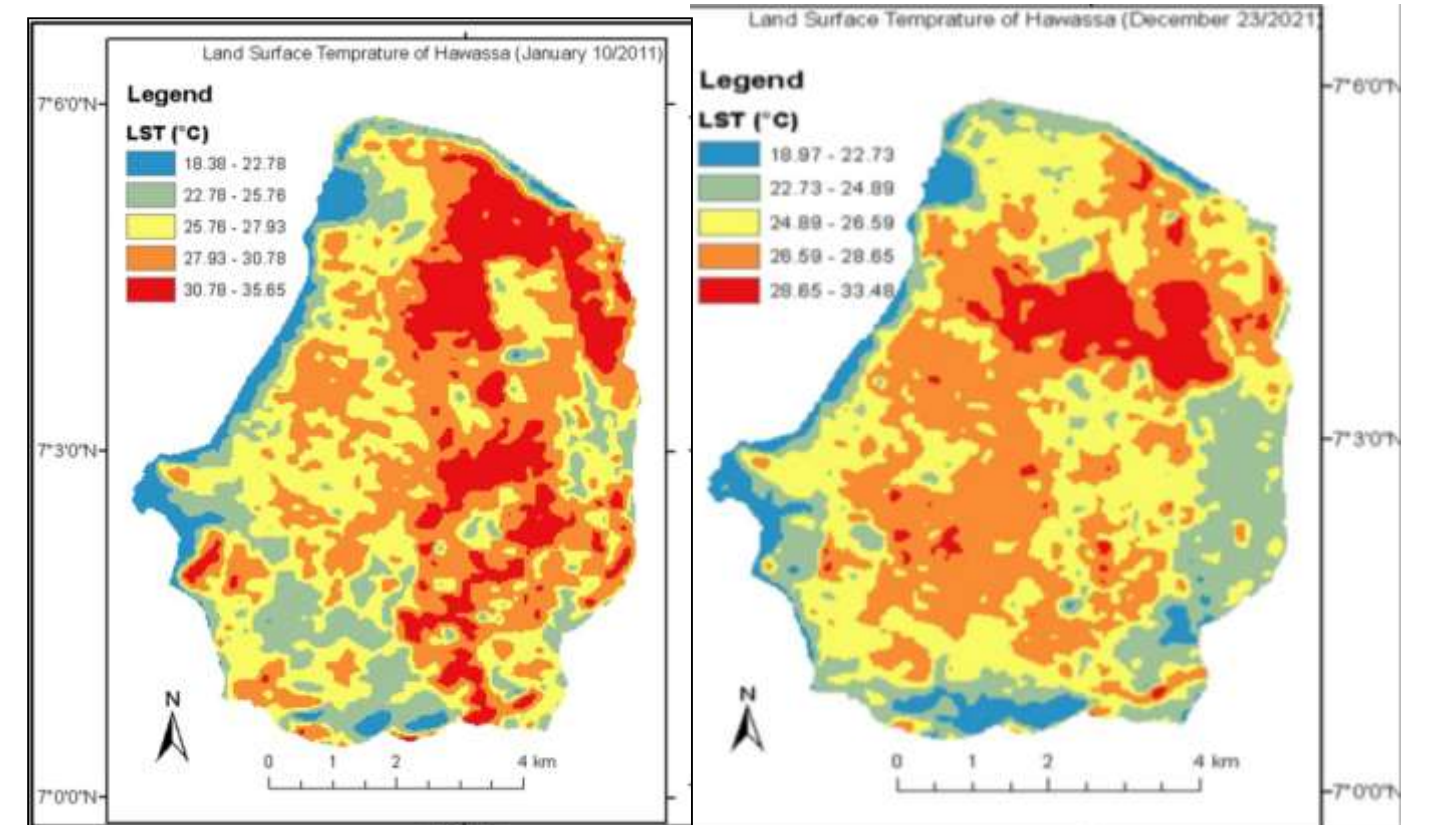 Land Surface Temprature of Hawassa (January 10/2011)
Legend
LST (°C)
18.38 - 22.78
22.78 - 25.76
25.76 - 27.93
27.93 - 30.78
30.78 - 35.65
7°6'0"N
7°3'0"N
7°0'0"N
N
0 1 2 4 km
Land Surface Temprature of Hawassa (December 23/2021)
Legend
LST (°C)
18.97 - 22.73
22.73 - 24.89
24.89 - 26.59
26.59 - 28.65
28.65 - 33.48
7°6'0"N
7°3'0"N
7°0'0"N
N
0 1 2 4 km